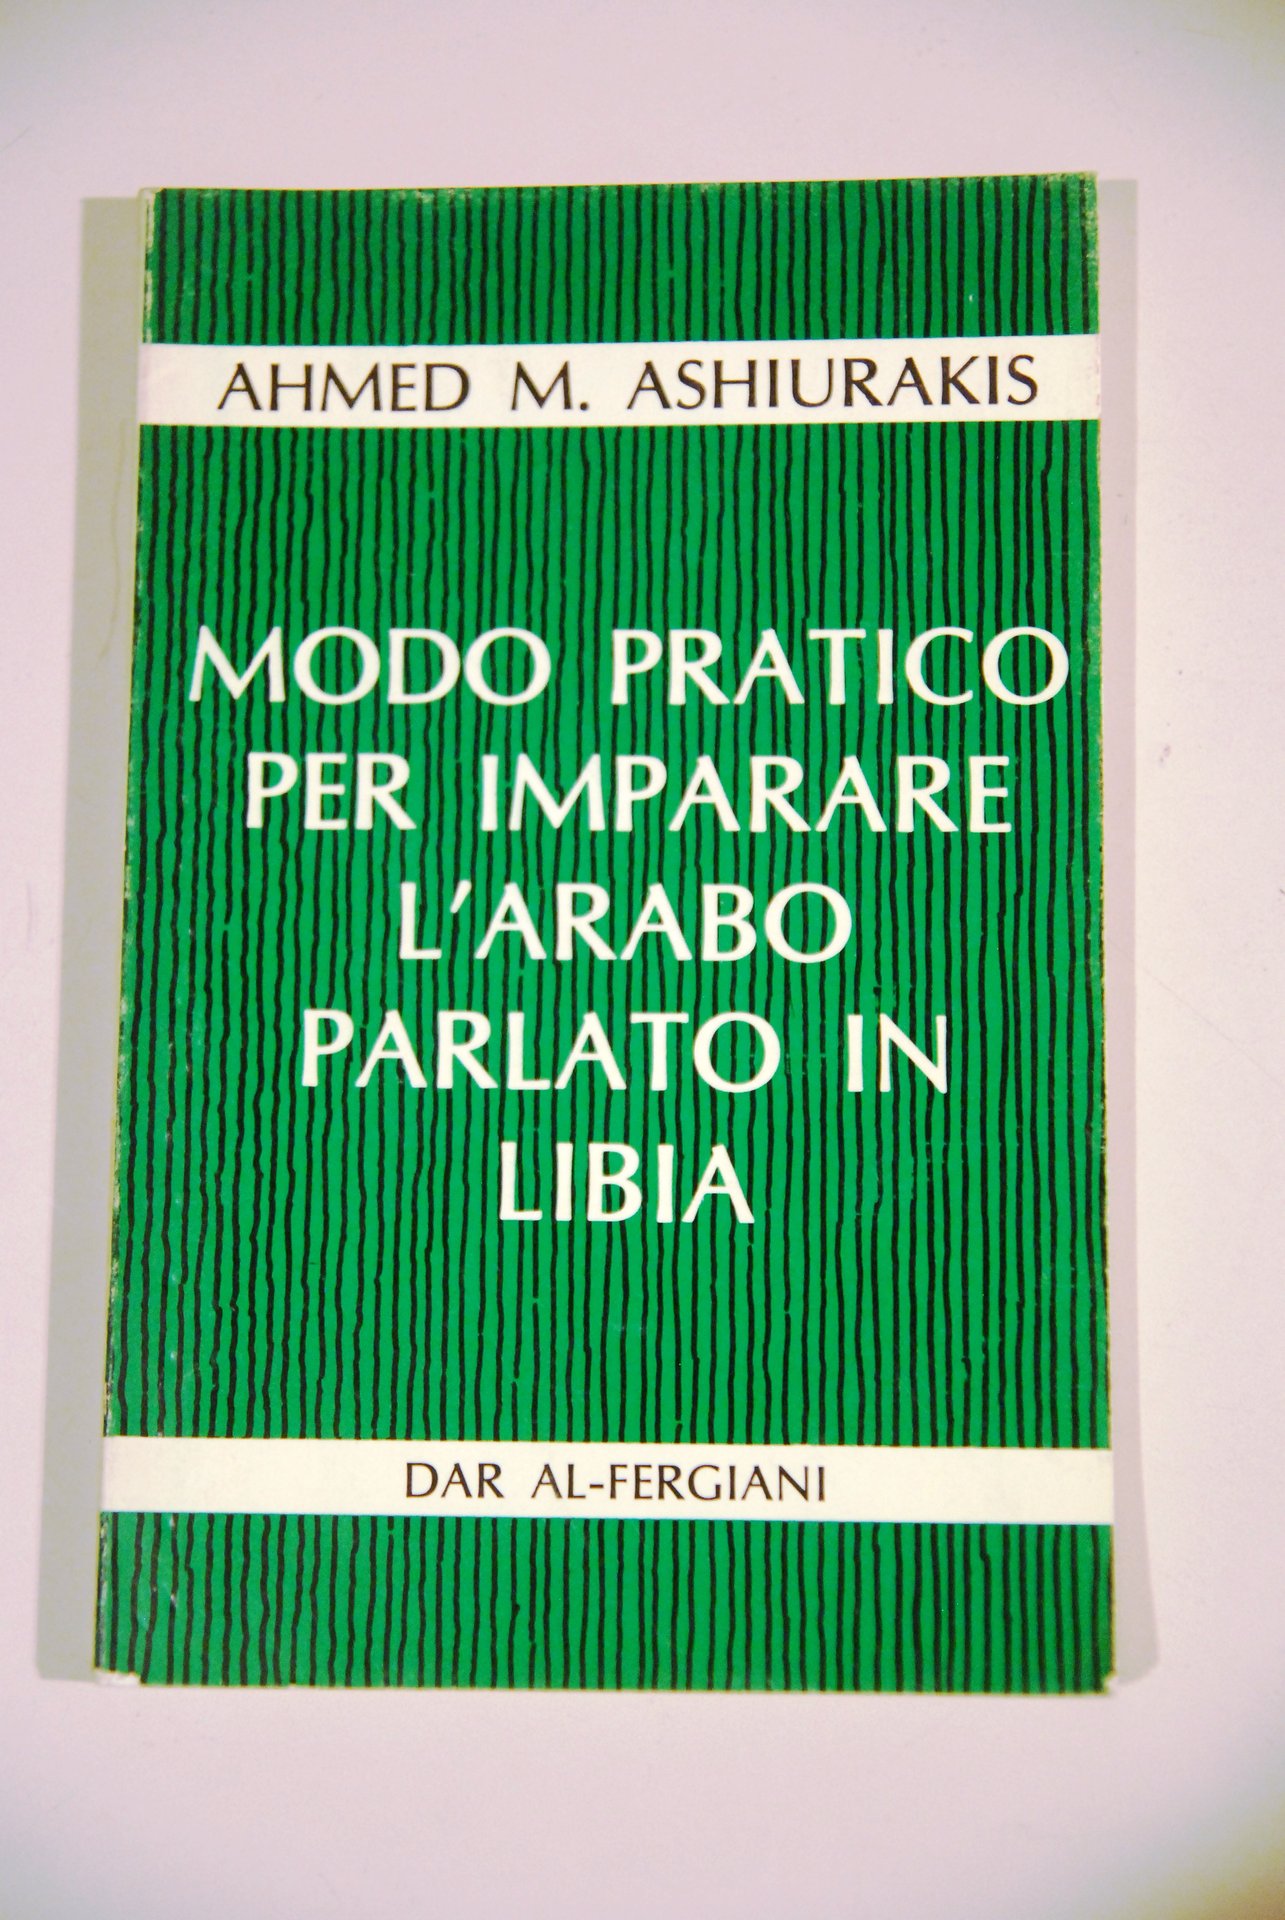 AHMED M. ASHIURAKIS
MODO PRATICO
PER IMPARARE
L'ARABO
PARLATO IN
LIBIA
DAR AL-FERGIANI